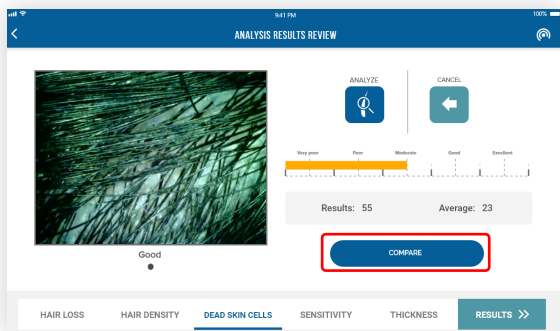 9:41 PM
100%
ANALYSIS RESULTS REVIEW
ANALYZE
CANCEL
Very poor Poor Moderate Good Excellent
Results: 55 Average: 23
Good
COMPARE
HAIR LOSS HAIR DENSITY DEAD SKIN CELLS SENSITIVITY THICKNESS RESULTS >>